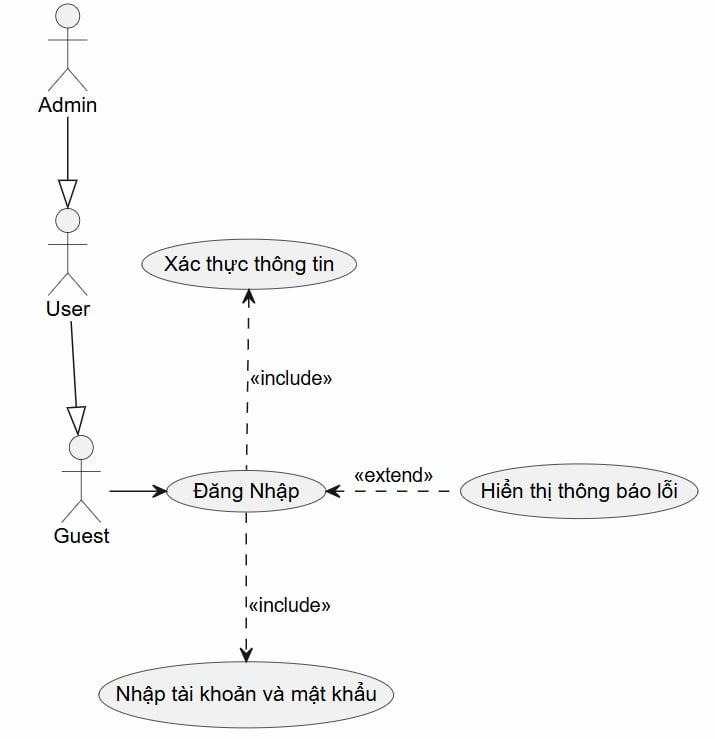 Admin
User
Xác thực thông tin
«include»
«extend»
Đăng Nhập
Hiển thị thông báo lỗi
Guest
«include»
Nhập tài khoản và mật khẩu